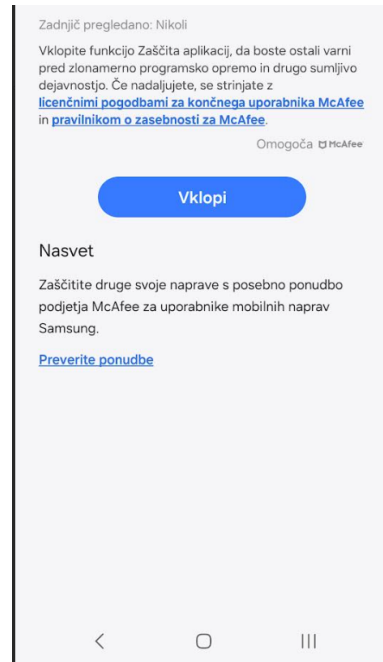 Zadnjič pregledano: Nikoli
Vklopite funkcijo Zaščita aplikacij, da boste ostali varni
pred zlonamerno programsko opremo in drugo sumljivo
dejavnostjo. Če nadaljujete, se strinjate z
licenčnimi pogodbami za končnega uporabnika McAfee
in pravilnikom o zasebnosti za McAfee.
Omogoča McAfee
Vklopi
Nasvet
Zaščitite druge svoje naprave s posebno ponudbo
podjetja McAfee za uporabnike mobilnih naprav
Samsung.
Preverite ponudbe